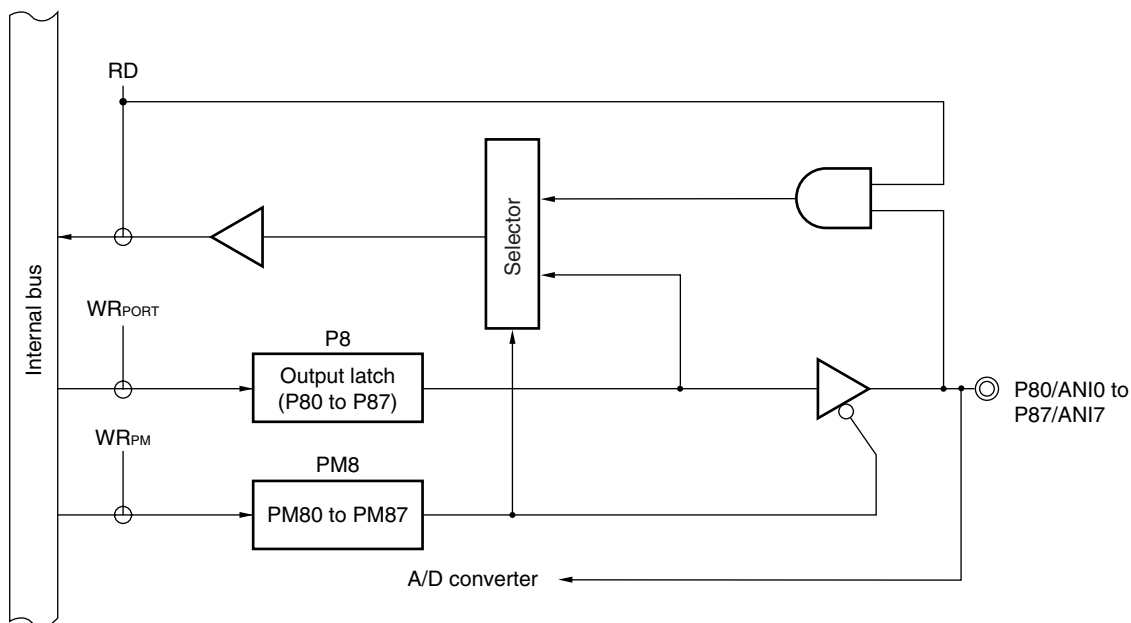 RD
Selector
Internal bus
WRPORT
P8
Output latch
(P80 to P87)
P80/ANI0 to
P87/ANI7
WRPM
PM8
PM80 to PM87
A/D converter